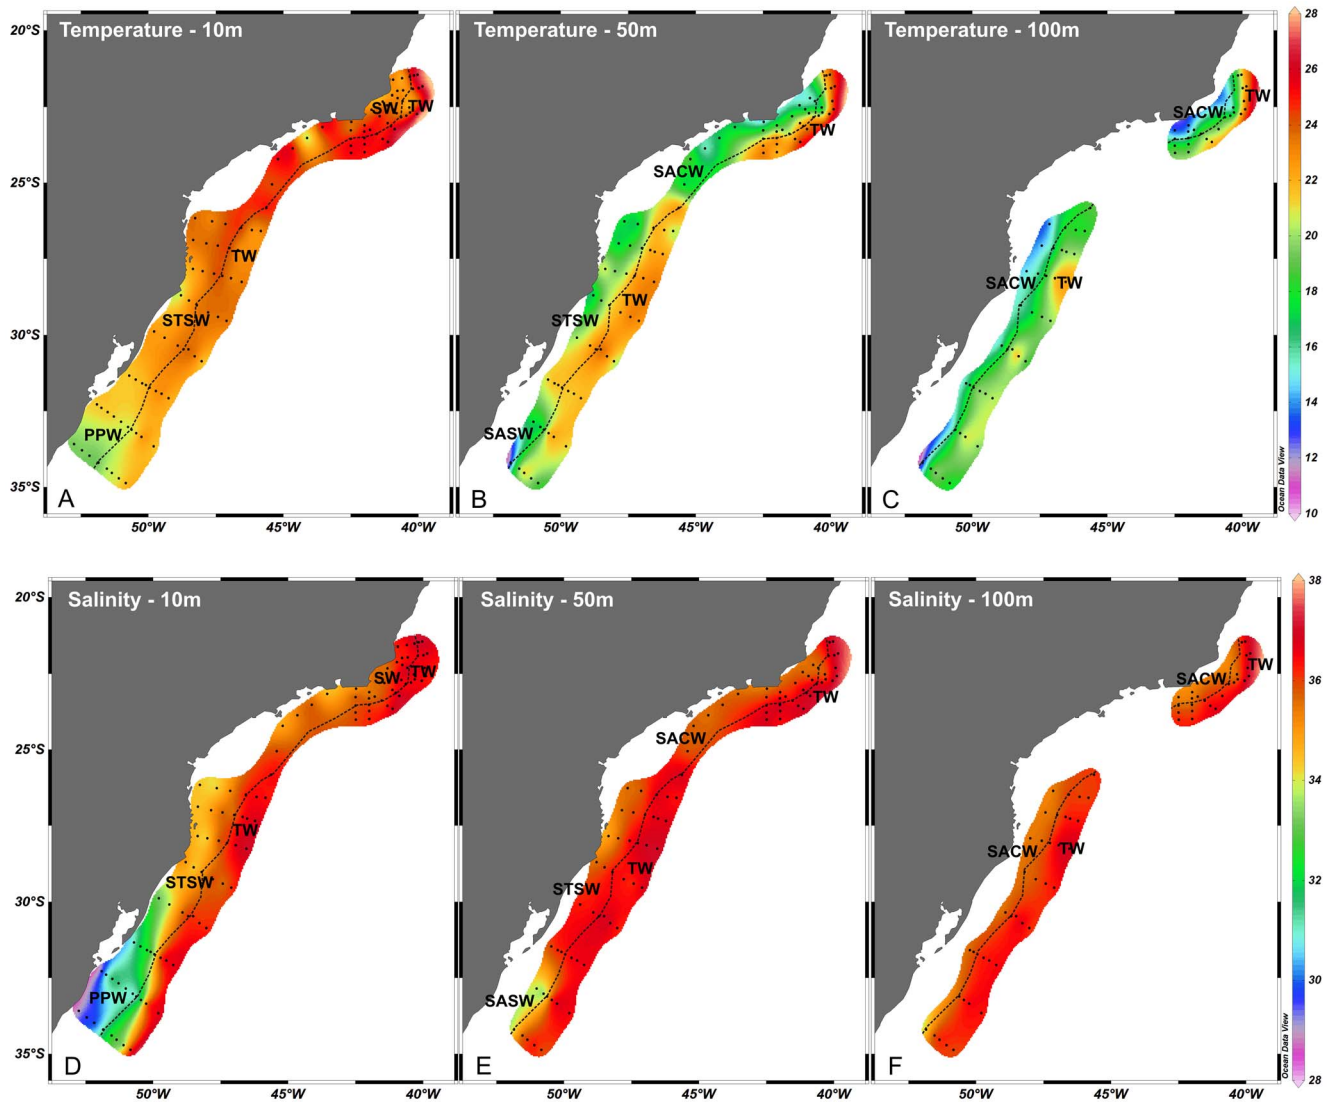 Temperature - 10m
Temperature - 50m
Temperature - 100m
20°S
25°S
30°S
35°S
SW
TW
TW
STSW
PPW
A
TW
SACW
TW
STSW
SASW
B
TW
SACW
SACW
TW
C
28
26
24
22
20
18
16
14
12
10
Ocean Data View
50°W
45°W
40°W
50°W
45°W
40°W
50°W
45°W
40°W
Salinity - 10m
Salinity - 50m
Salinity - 100m
20°S
25°S
30°S
35°S
SW
TW
TW
STSW
PPW
D
TW
SACW
TW
STSW
SASW
E
TW
SACW
SACW
TW
F
38
36
34
32
30
28
Ocean Data View
50°W
45°W
40°W
50°W
45°W
40°W
50°W
45°W
40°W